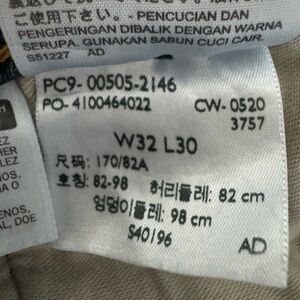 ご使用下さい。- PENCUCIAN DAN
PENGERINGAN DIBALIK DENGAN WARNA
SERUPA. GUNAKAN SABUN CUCI CAIR.
S51227 AD
PC9- 00505-2146
PO- 4100464022 CW- 0520
3757
W32 L30
尺码: 170/82A
호칭: 82-98 허리둘레: 82 cm
엉덩이둘레: 98 cm
S40196 AD